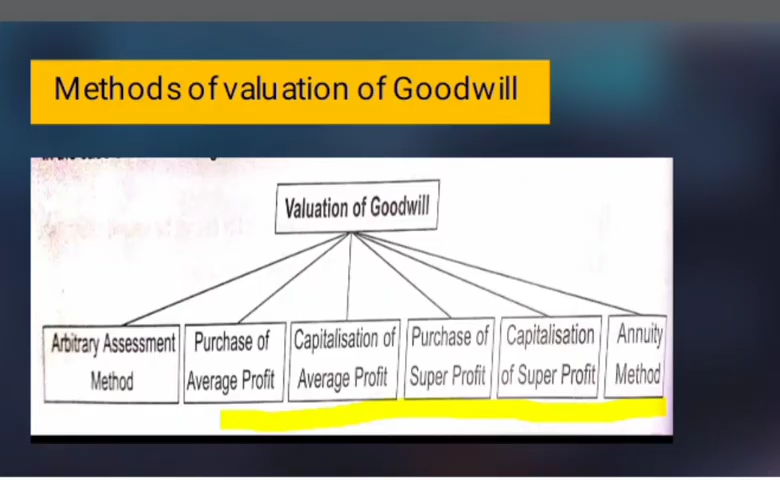 Methods of valuation of Goodwill
Valuation of Goodwill
Arbitrary Assessment
Method
Purchase of
Average Profit
Capitalisation of
Average Profit
Purchase of
Super Profit
Capitalisation
of Super Profit
Annuity
Method